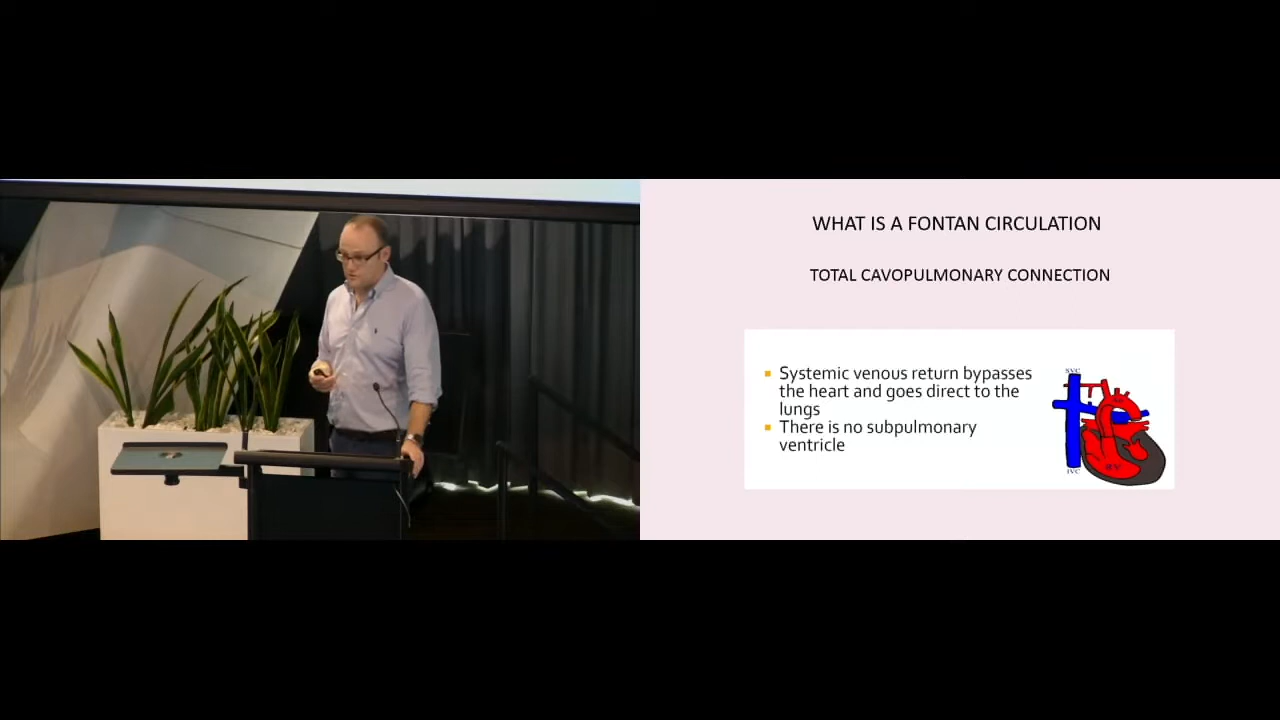 WHAT IS A FONTAN CIRCULATION
TOTAL CAVOPULMONARY CONNECTION
Systemic venous return bypasses
the heart and goes direct to the
lungs
There is no subpulmonary
ventricle
SVC
IVC